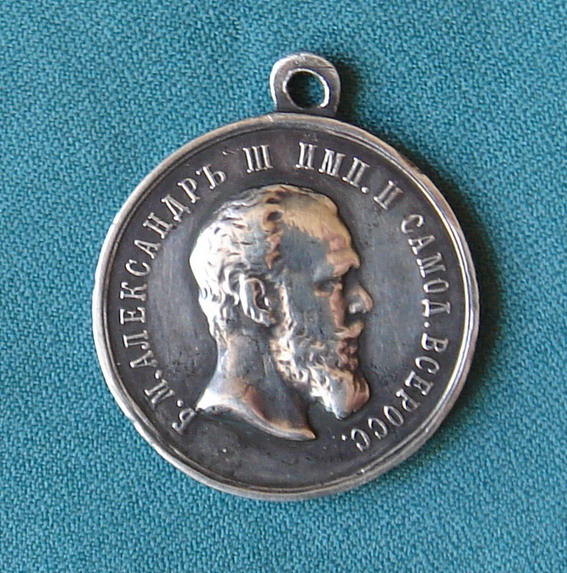 Б. М. АЛЕКСАНДРЪ III ИМП. И САМОД. ВСЕРОСС.